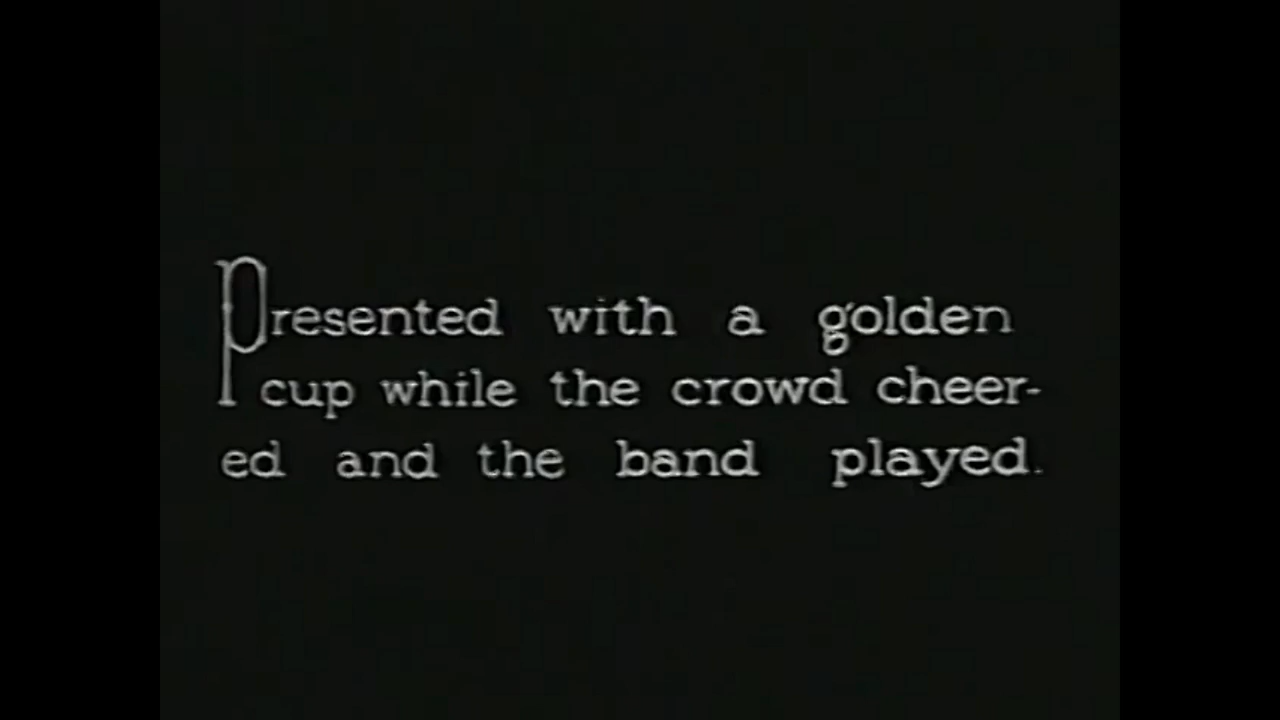 Presented with a golden
cup while the crowd cheer-
ed and the band played.